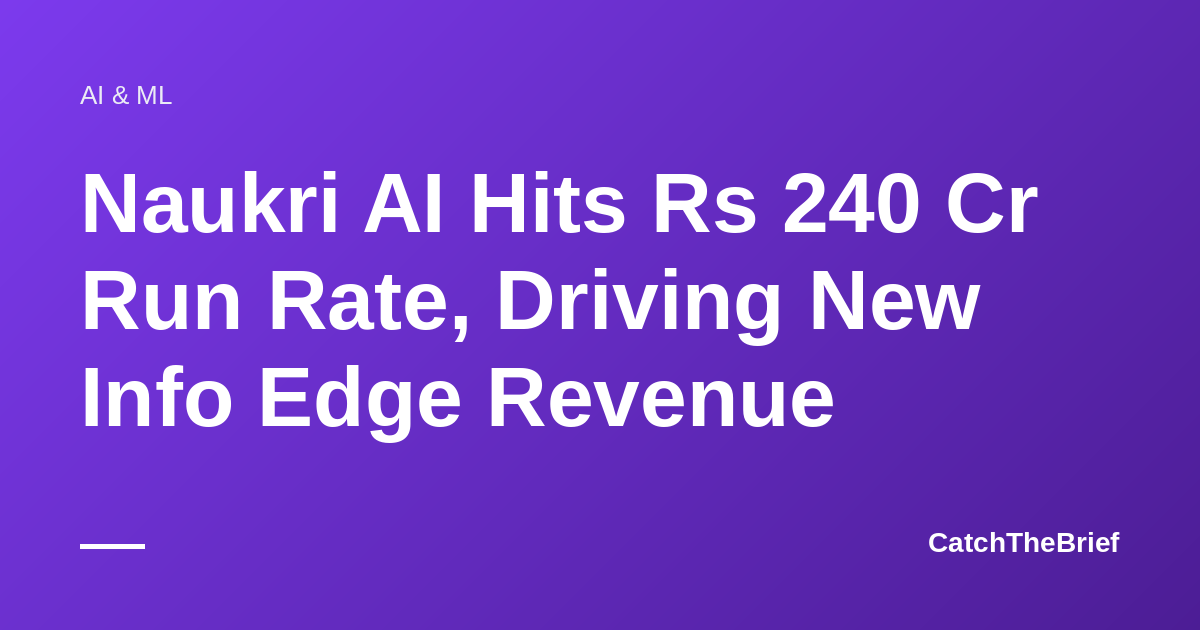 AI & ML
Naukri AI Hits Rs 240 Cr
Run Rate, Driving New
Info Edge Revenue
CatchTheBrief